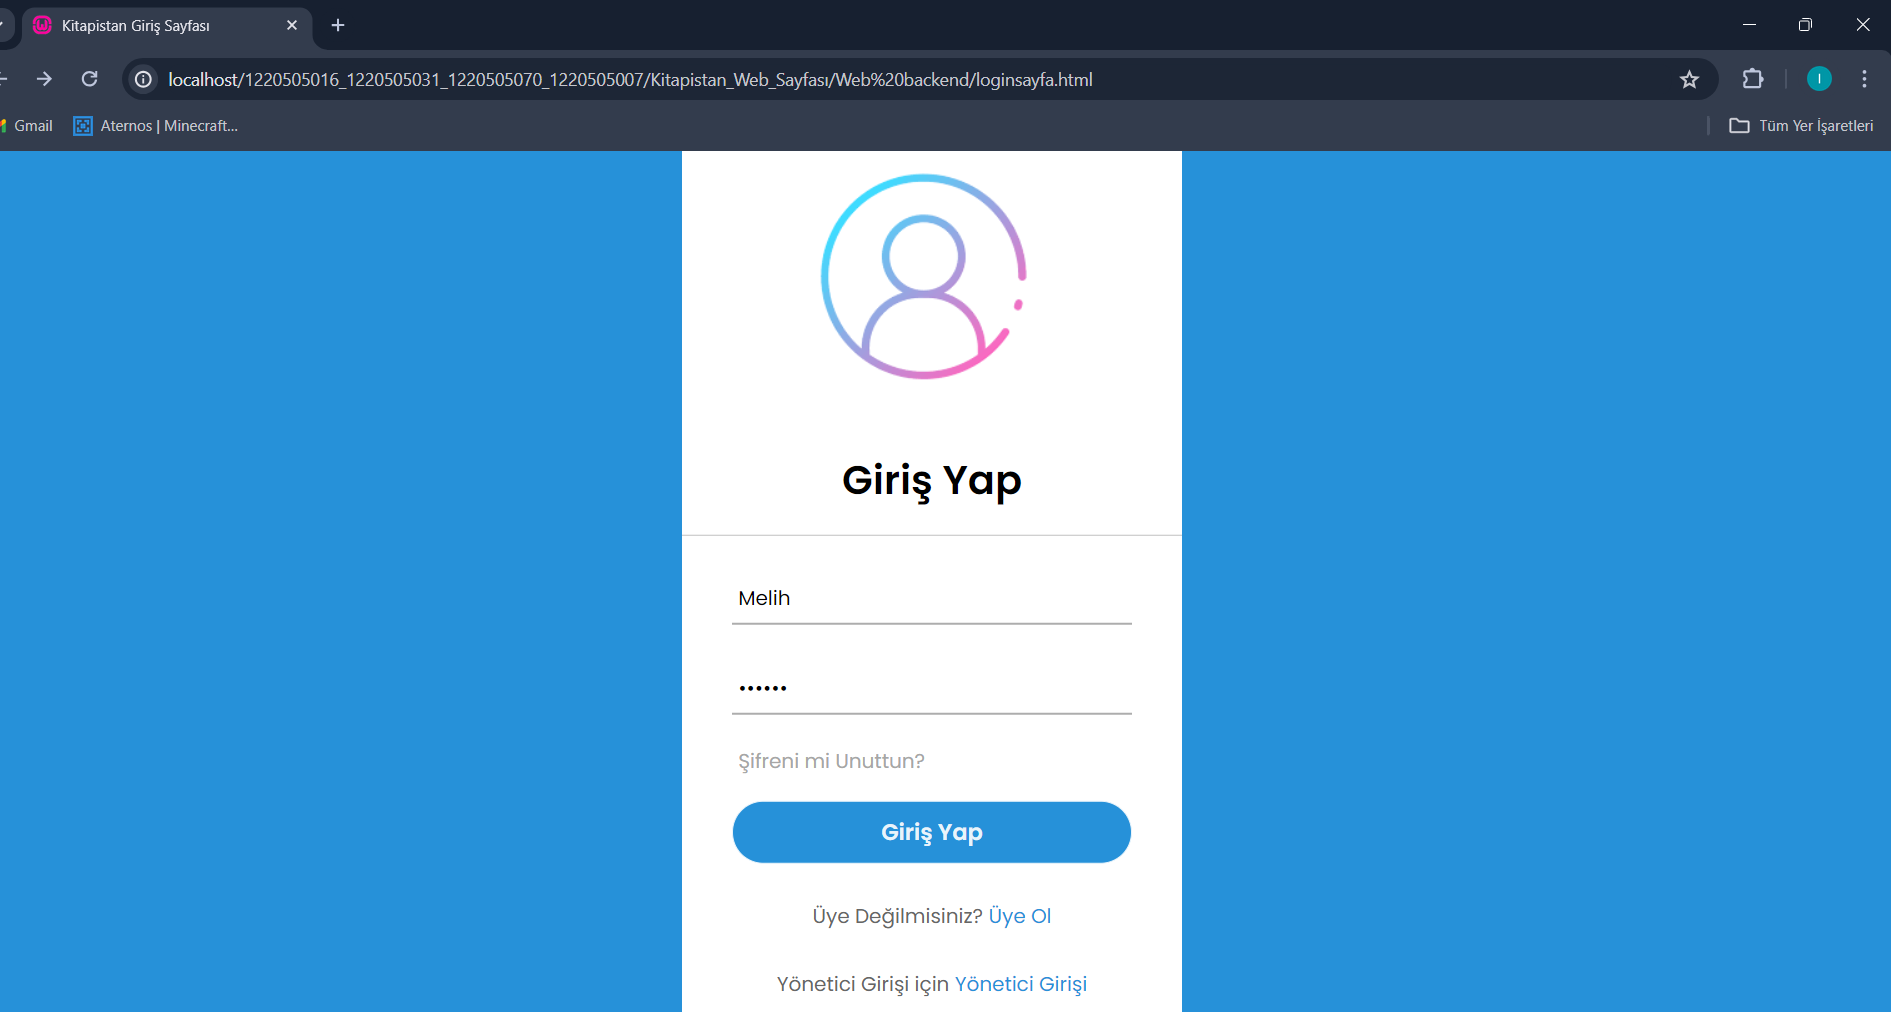 Kitapistan Giriş Sayfası
localhost/1220505016_1220505031_1220505070_1220505007/Kitapistan_Web_Sayfası/Web%20backend/loginsayfa.html
I
Gmail
Aternos | Minecraft...
Tüm Yer İşaretleri
Giriş Yap
Melih
••••••
Şifreni mi Unuttun?
Giriş Yap
Üye Değilmisiniz? Üye Ol
Yönetici Girişi için Yönetici Girişi